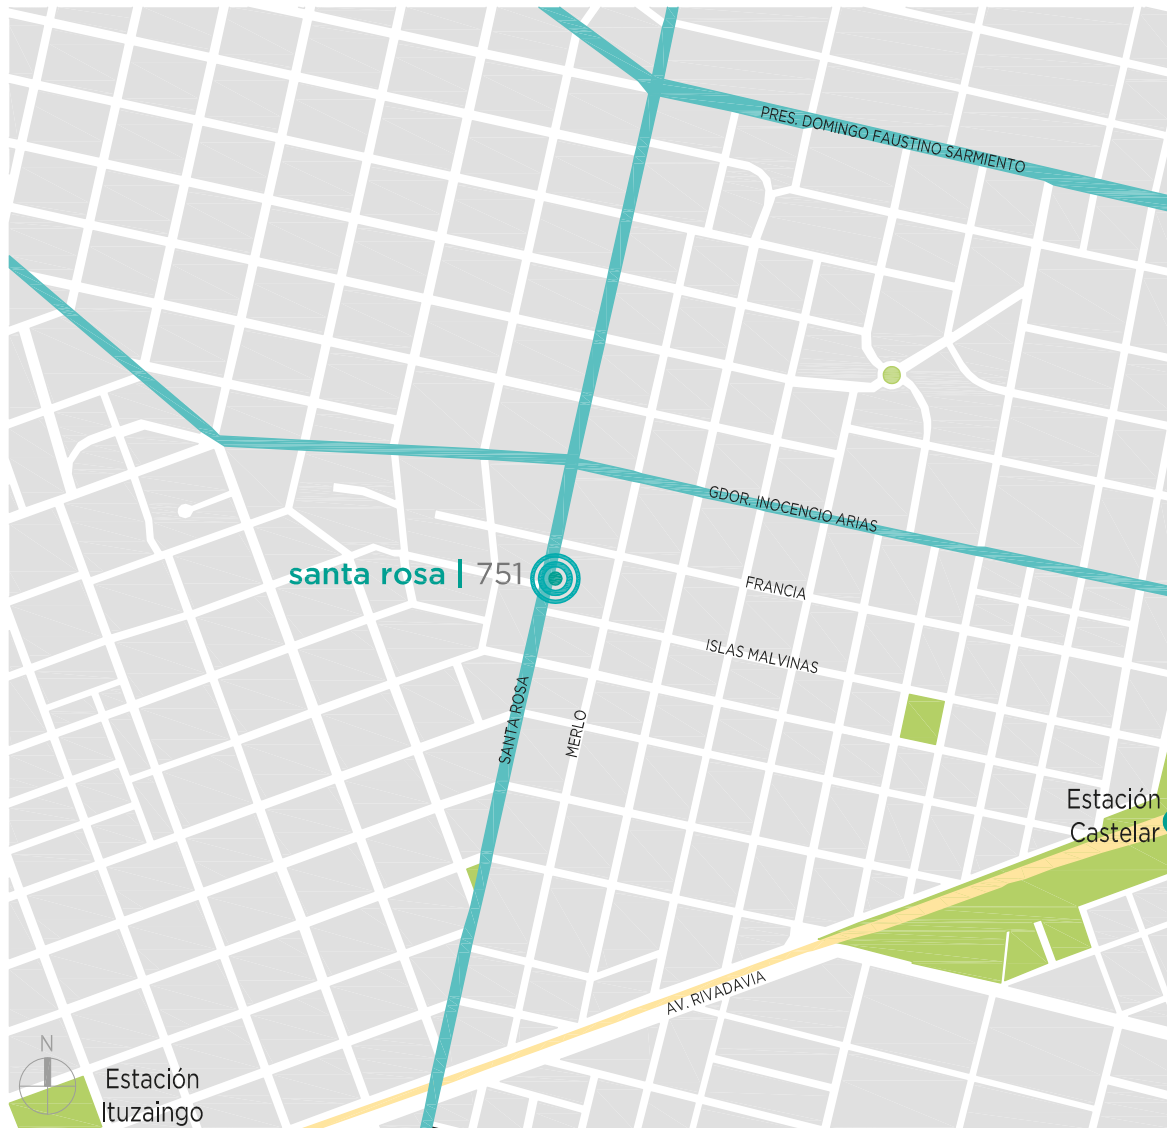 PRES. DOMINGO FAUSTINO SARMIENTO
GDOR. INOCENCIO ARIAS
santa rosa | 751
FRANCIA
ISLAS MALVINAS
SANTA ROSA
MERLO
Estación
Castelar
AV. RIVADAVIA
N
Estación
Ituzaingo